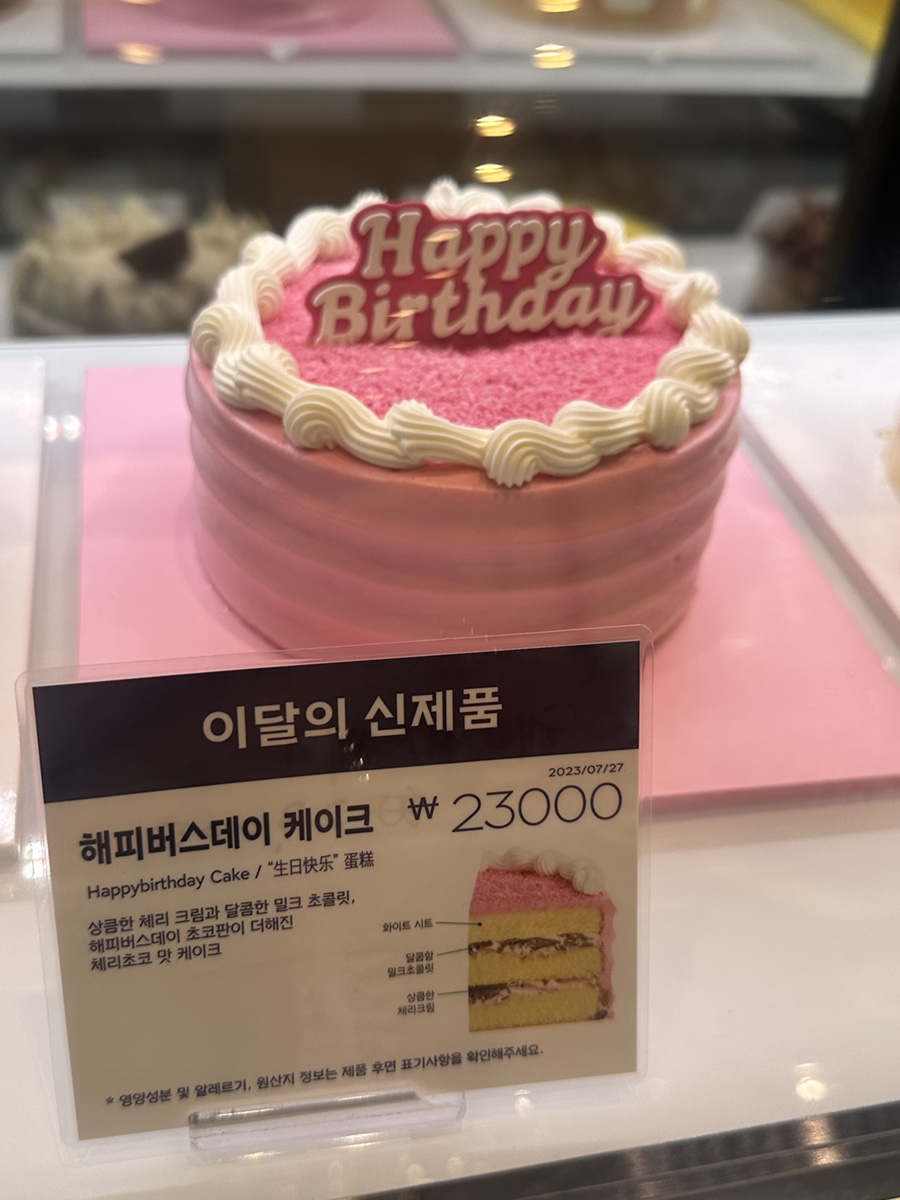 Happy
Birthday
이달의 신제품
2023/07/27
해피버스데이 케이크
₩ 23000
Happybirthday Cake / “生日快乐” 蛋糕
상큼한 체리 크림과 달콤한 밀크 초콜릿,
해피버스데이 초코판이 더해진
체리초코 맛 케이크
화이트 시트
달콤함
밀크초콜릿
상큼한
체리크림
* 영양성분 및 알레르기, 원산지 정보는 제품 후면 표기사항을 확인해주세요.